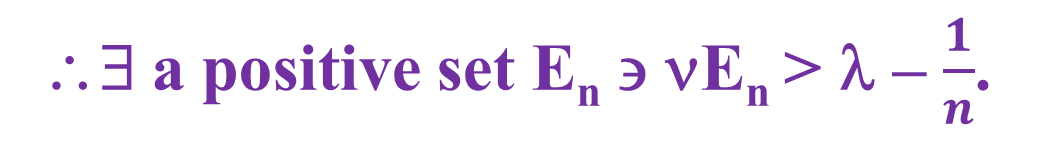 ∴ ∃ a positive set Eₙ ∍ νEₙ > λ – 1/n.